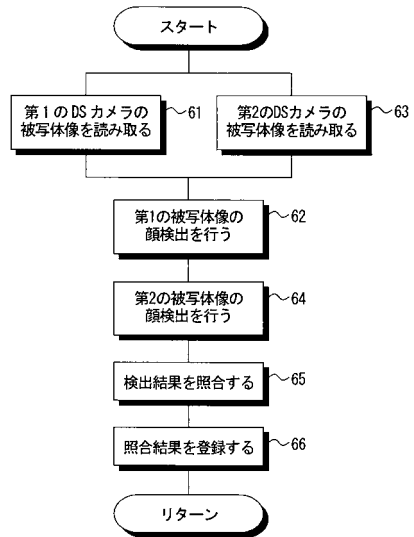 スタート
第1のDSカメラの
被写体像を読み取る
61
第2のDSカメラの
被写体像を読み取る
63
第1の被写体像の
顔検出を行う
62
第2の被写体像の
顔検出を行う
64
検出結果を照合する
65
照合結果を登録する
66
リターン